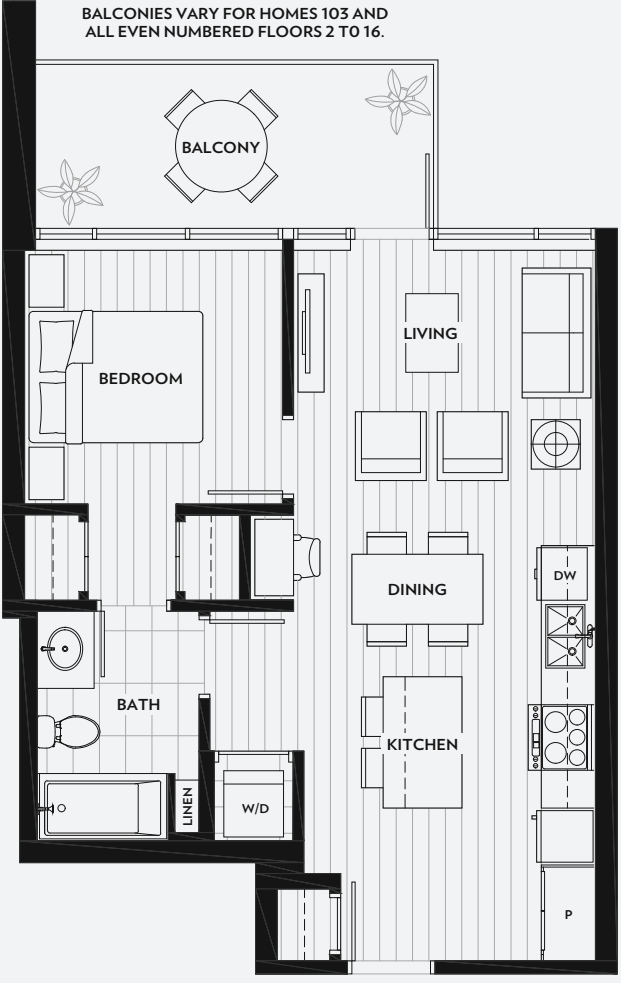 BALCONIES VARY FOR HOMES 103 AND
ALL EVEN NUMBERED FLOORS 2 TO 16.
BALCONY
LIVING
BEDROOM
DW
DINING
BATH
KITCHEN
LINEN
W/D
P